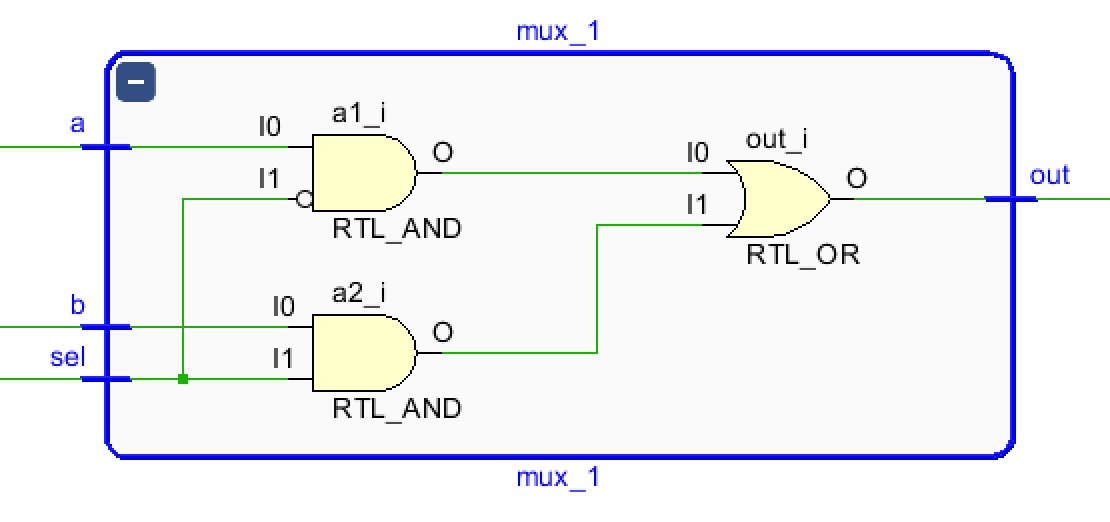 mux_1
a
I0
a1_i
O
I1
RTL_AND
I0
out_i
O
I1
RTL_OR
out
b
I0
a2_i
O
sel
I1
RTL_AND
mux_1